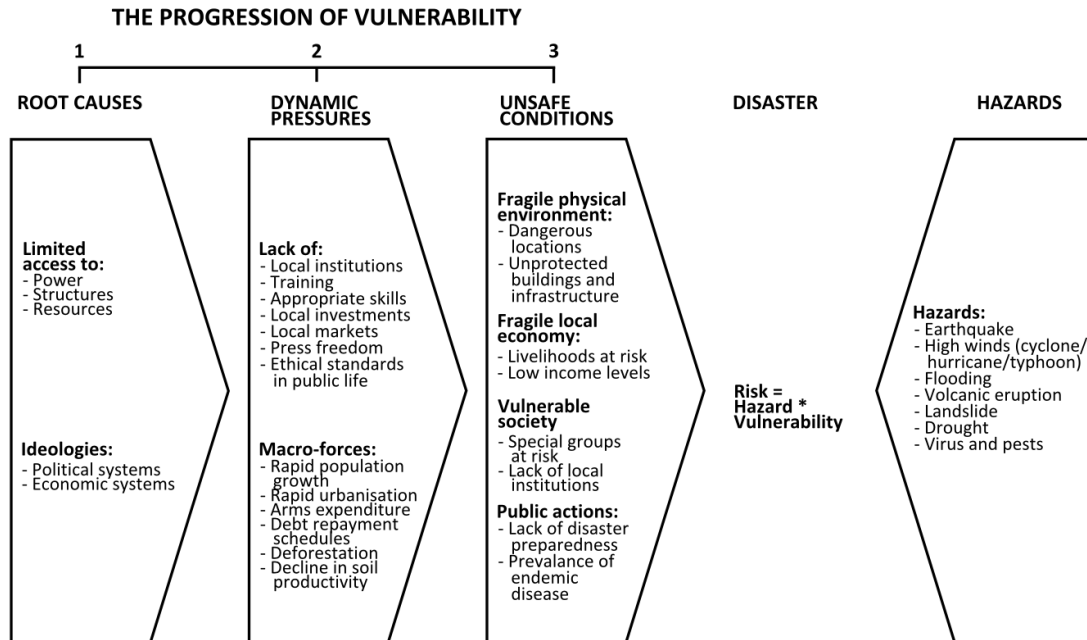 THE PROGRESSION OF VULNERABILITY
1
2
3
ROOT CAUSES
DYNAMIC
PRESSURES
UNSAFE
CONDITIONS
DISASTER
HAZARDS
Limited
access to:
- Power
- Structures
- Resources
Ideologies:
- Political systems
- Economic systems
Lack of:
- Local institutions
- Training
- Appropriate skills
- Local investments
- Local markets
- Press freedom
- Ethical standards
in public life
Macro-forces:
- Rapid population
growth
- Rapid urbanisation
- Arms expenditure
- Debt repayment
schedules
- Deforestation
- Decline in soil
productivity
Fragile physical
environment:
- Dangerous
locations
- Unprotected
buildings and
infrastructure
Fragile local
economy:
- Livelihoods at risk
- Low income levels
Vulnerable
society
- Special groups
at risk
- Lack of local
institutions
Public actions:
- Lack of disaster
preparedness
- Prevalance of
endemic
disease
Risk =
Hazard *
Vulnerability
Hazards:
- Earthquake
- High winds (cyclone/
hurricane/typhoon)
- Flooding
- Volcanic eruption
- Landslide
- Drought
- Virus and pests